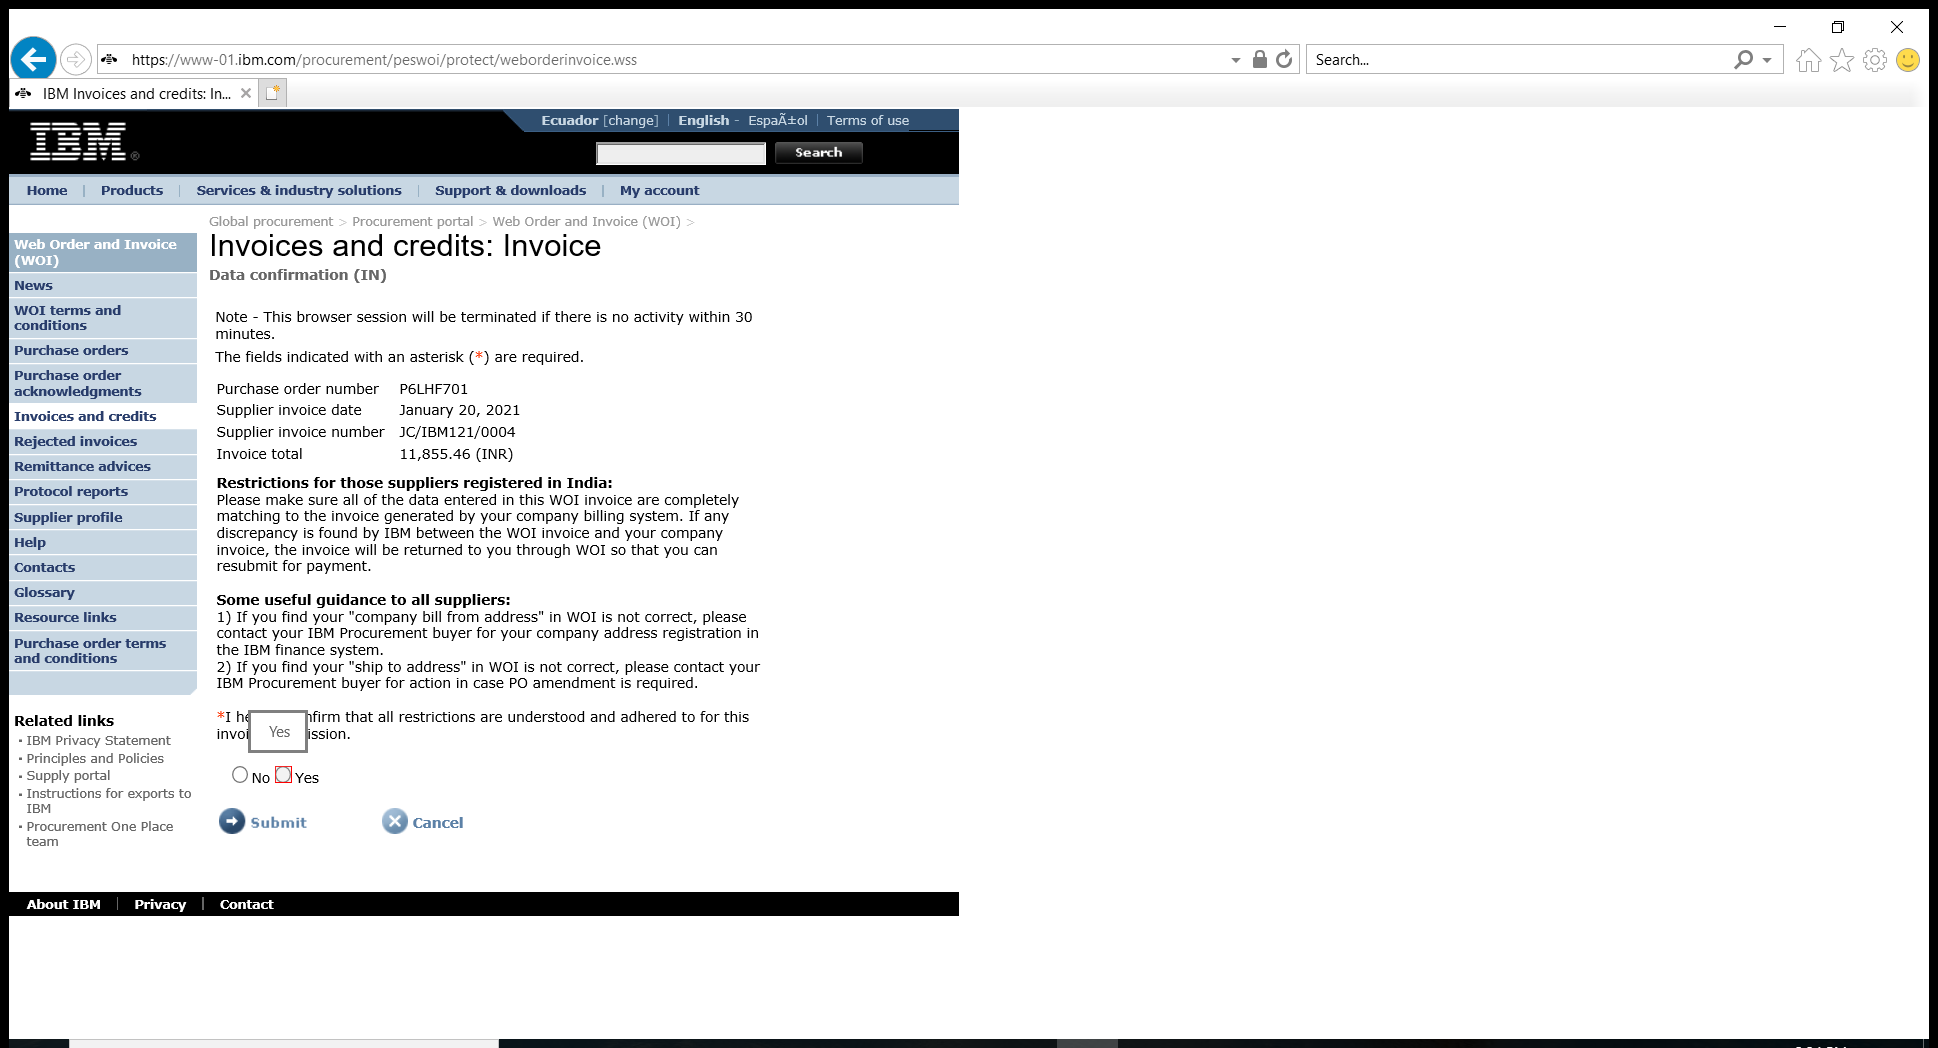 https://www-01.ibm.com/procurement/peswoi/protect/weborderinvoice.wss
Search...
IBM Invoices and credits: In...
IBM
®
Ecuador [change] | English - EspaÃ±ol | Terms of use
Search
Home | Products | Services & industry solutions | Support & downloads | My account
Global procurement > Procurement portal > Web Order and Invoice (WOI) >
Invoices and credits: Invoice
Data confirmation (IN)
Web Order and Invoice
(WOI)
News
WOI terms and
conditions
Purchase orders
Purchase order
acknowledgments
Invoices and credits
Rejected invoices
Remittance advices
Protocol reports
Supplier profile
Help
Contacts
Glossary
Resource links
Purchase order terms
and conditions
Related links
IBM Privacy Statement
Principles and Policies
Supply portal
Instructions for exports to
IBM
Procurement One Place
team
Note - This browser session will be terminated if there is no activity within 30
minutes.
The fields indicated with an asterisk (*) are required.
Purchase order number P6LHF701
Supplier invoice date January 20, 2021
Supplier invoice number JC/IBM121/0004
Invoice total 11,855.46 (INR)
Restrictions for those suppliers registered in India:
Please make sure all of the data entered in this WOI invoice are completely
matching to the invoice generated by your company billing system. If any
discrepancy is found by IBM between the WOI invoice and your company
invoice, the invoice will be returned to you through WOI so that you can
resubmit for payment.
Some useful guidance to all suppliers:
1) If you find your "company bill from address" in WOI is not correct, please
contact your IBM Procurement buyer for your company address registration in
the IBM finance system.
2) If you find your "ship to address" in WOI is not correct, please contact your
IBM Procurement buyer for action in case PO amendment is required.
*I he nfirm that all restrictions are understood and adhered to for this
invoi ission.
Yes
No Yes
Submit Cancel
About IBM | Privacy | Contact